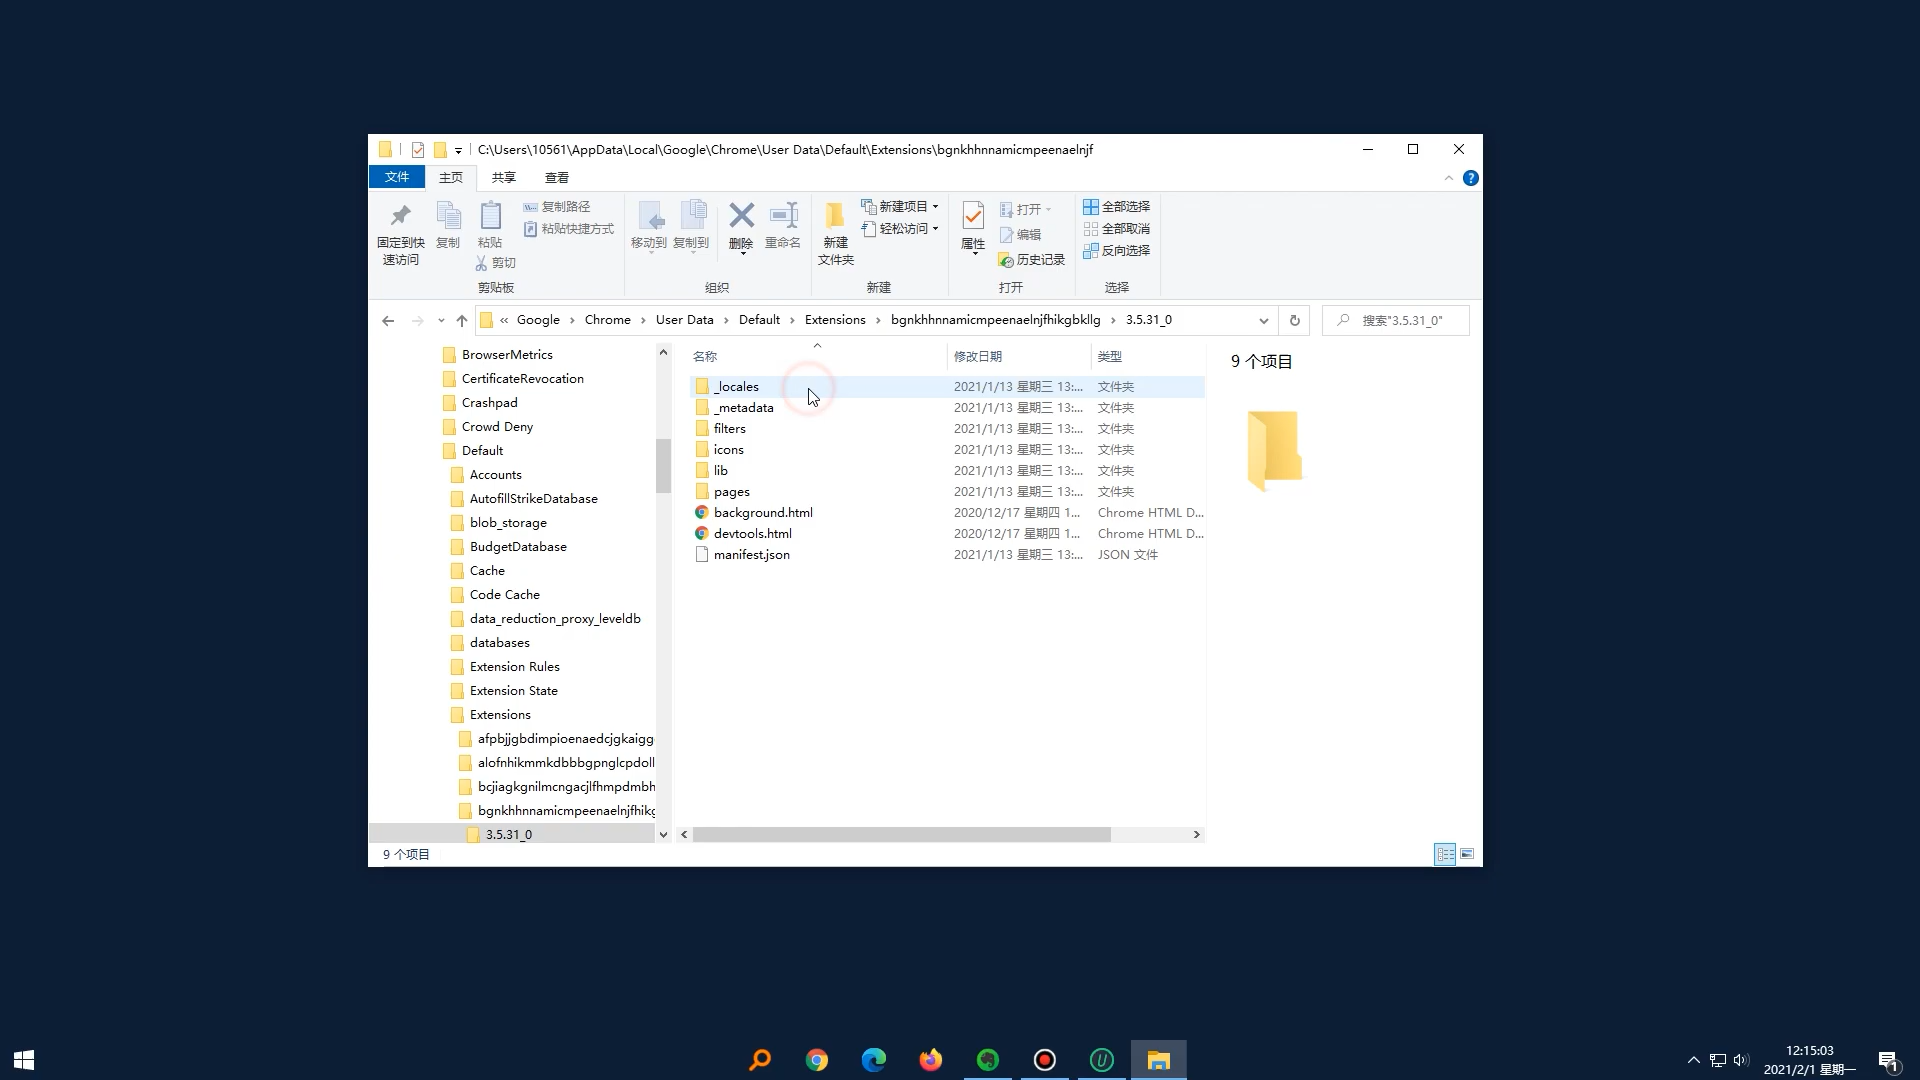 C:\Users\10561\AppData\Local\Google\Chrome\User Data\Default\Extensions\bgnkhhnnamicmpeenaelnjf
文件 主页 共享 查看
固定到快速访问
复制
粘贴
复制路径
粘贴快捷方式
剪切
剪贴板
移动到
复制到
删除
重命名
组织
新建文件夹
新建项目
轻松访问
新建
属性
打开
编辑
历史记录
打开
全部选择
全部取消
反向选择
选择
« Google › Chrome › User Data › Default › Extensions › bgnkhhnnamicmpeenaelnjfhikgbkllg › 3.5.31_0
搜索"3.5.31_0"
BrowserMetrics
CertificateRevocation
Crashpad
Crowd Deny
Default
Accounts
AutofillStrikeDatabase
blob_storage
BudgetDatabase
Cache
Code Cache
data_reduction_proxy_leveldb
databases
Extension Rules
Extension State
Extensions
afpbjjgbdimpioenaedcjgkaigg
alofnhikmmkdbbbgpnglcpdoll
bcjiagkgnilmcngacjlfhmpdmbh
bgnkhhnnamicmpeenaelnjfhikg
3.5.31_0
名称 修改日期 类型
_locales 2021/1/13 星期三 13:... 文件夹
_metadata 2021/1/13 星期三 13:... 文件夹
filters 2021/1/13 星期三 13:... 文件夹
icons 2021/1/13 星期三 13:... 文件夹
lib 2021/1/13 星期三 13:... 文件夹
pages 2021/1/13 星期三 13:... 文件夹
background.html 2020/12/17 星期四 1... Chrome HTML D...
devtools.html 2020/12/17 星期四 1... Chrome HTML D...
manifest.json 2021/1/13 星期三 13:... JSON 文件
9 个项目
9 个项目
12:15:03
2021/2/1 星期一
1